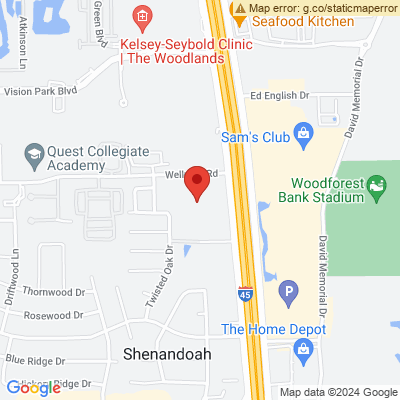 Map error: g.co/staticmaperror
Atkinson Ln
Green Blvd
Seafood Kitchen
Kelsey-Seybold Clinic
| The Woodlands
Vision Park Blvd
Ed English Dr
David Memorial Dr
Sam's Club
Quest Collegiate
Academy
Rd
Woodforest
Bank Stadium
Driftwood Ln
Twisted Oak Dr
David Memorial Dr
Thornwood Dr
45
P
Rosewood Dr
The Home Depot
Shenandoah
Blue Ridge Dr
Ridge Dr
Google
Map data ©2024 Google